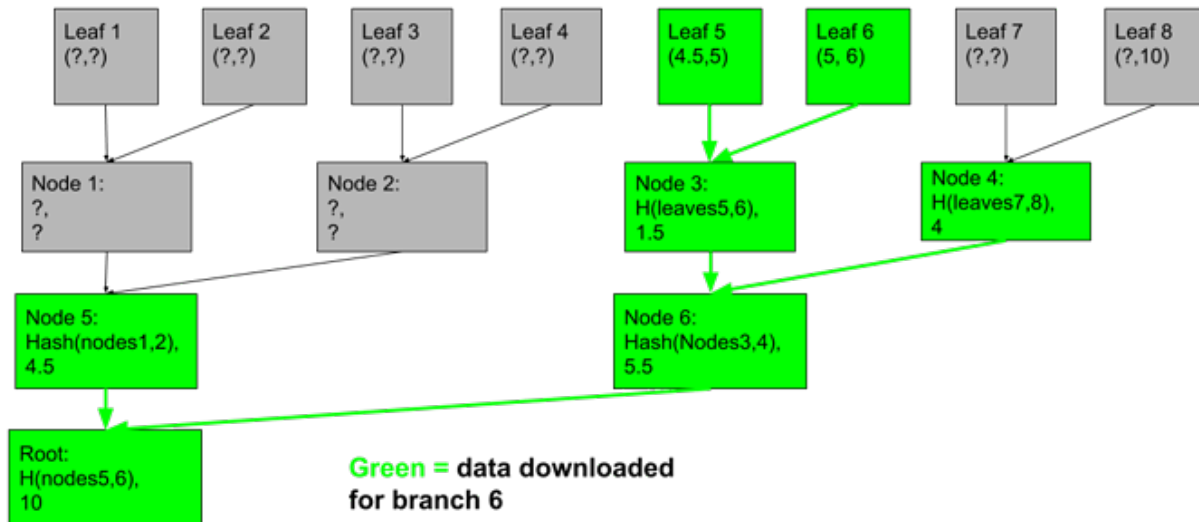 Leaf 1
(?,?)
Leaf 2
(?,?)
Leaf 3
(?,?)
Leaf 4
(?,?)
Leaf 5
(4.5,5)
Leaf 6
(5, 6)
Leaf 7
(?,?)
Leaf 8
(?,10)
Node 1:
?,
?
Node 2:
?,
?
Node 3:
H(leaves5,6),
1.5
Node 4:
H(leaves7,8),
4
Node 5:
Hash(nodes1,2),
4.5
Node 6:
Hash(Nodes3,4),
5.5
Root:
H(nodes5,6),
10
Green = data downloaded
for branch 6